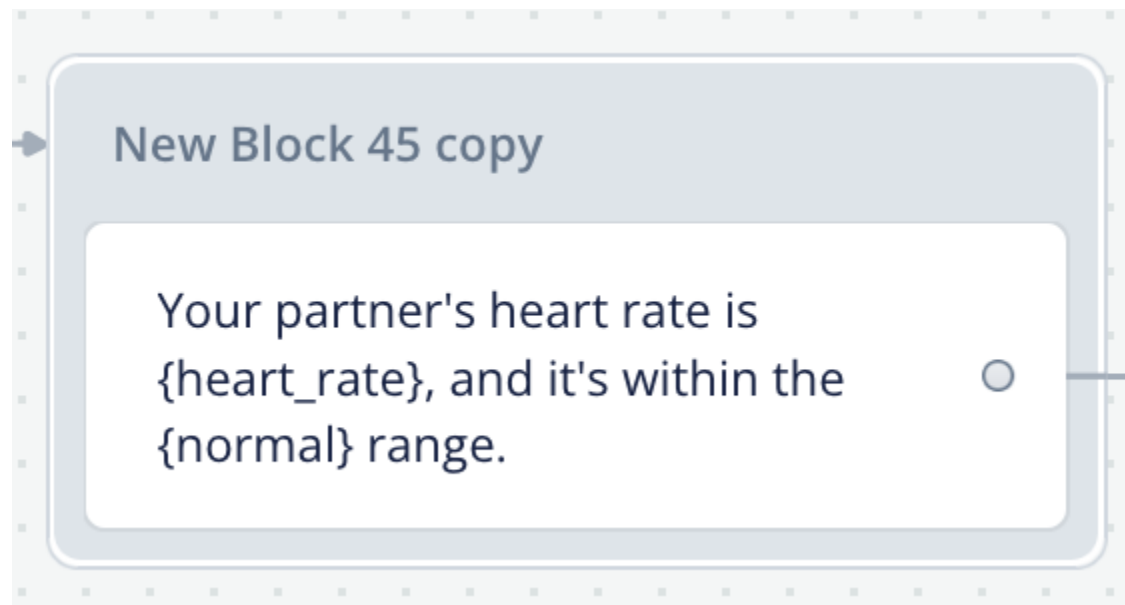 New Block 45 copy
Your partner's heart rate is
{heart_rate}, and it's within the
{normal} range.